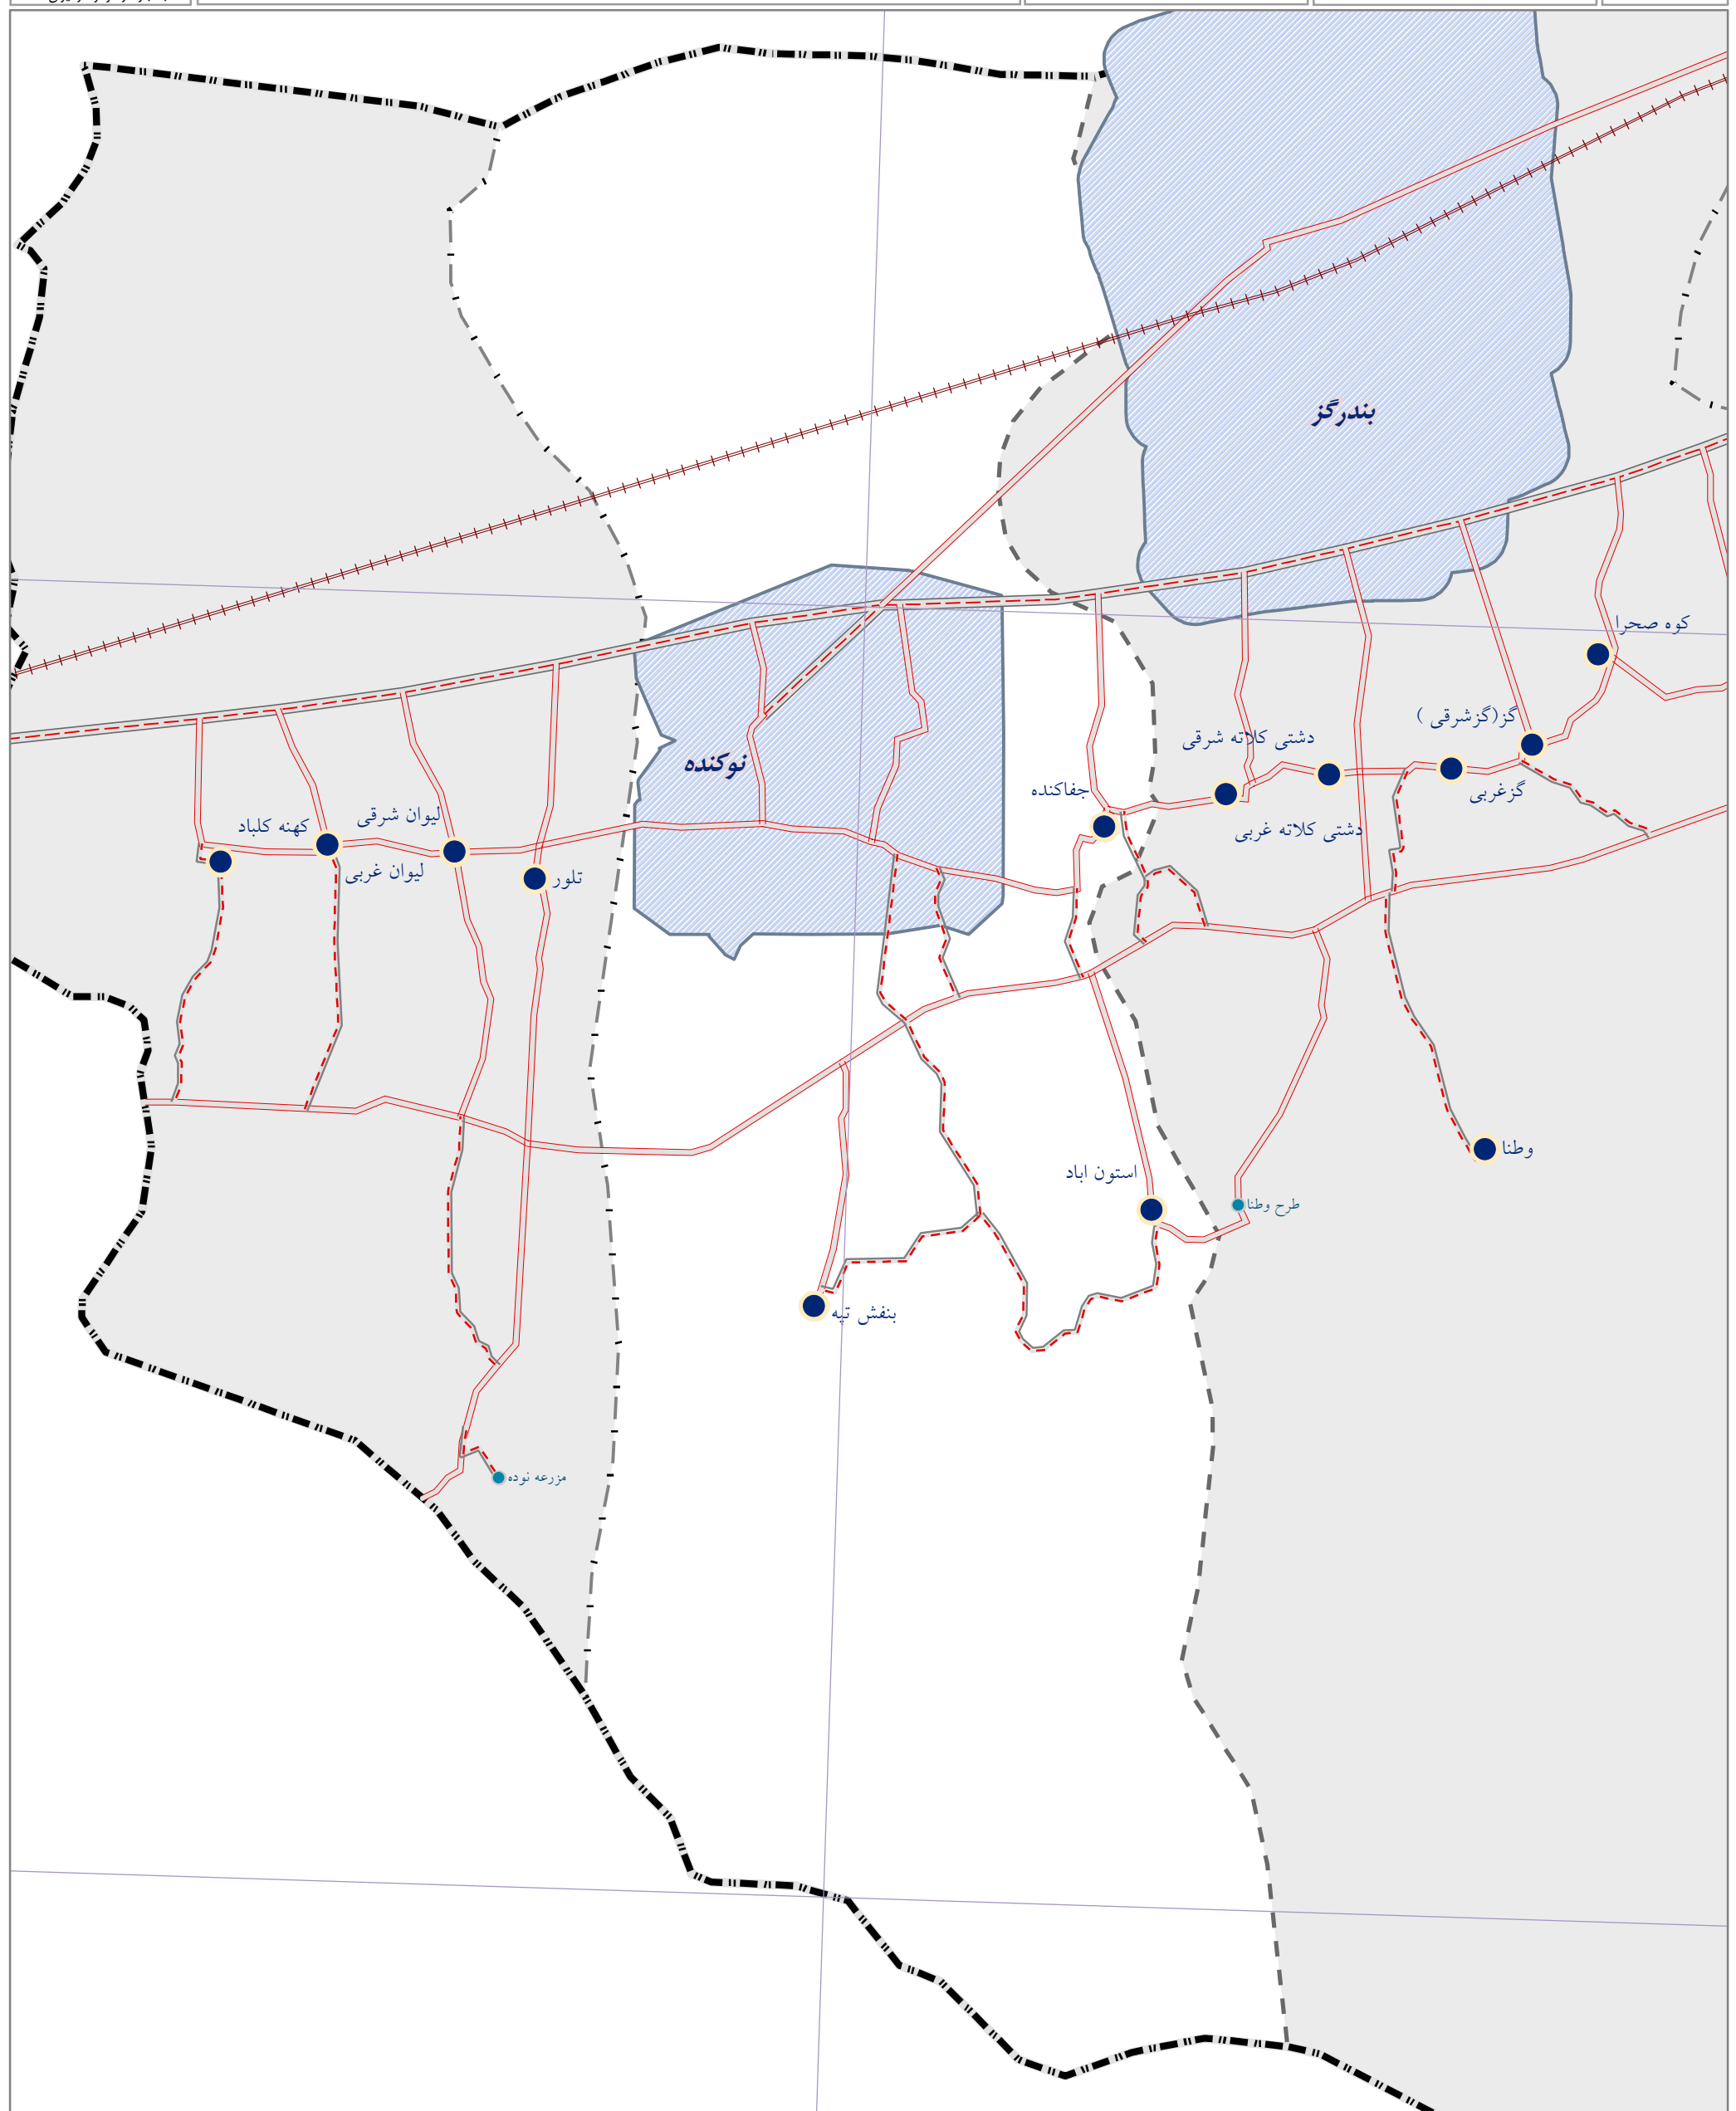 بندرگز
کوه صحرا
گز(گزشرقی )
دشتی کلاته شرقی
نوکنده
جفاکنده
گزغربی
لیوان شرقی
کهنه کلباد
دشتی کلاته غربی
لیوان غربی
تلور
وطنا
استون اباد
طرح وطنا
بنفش تپه
مزرعه نوده